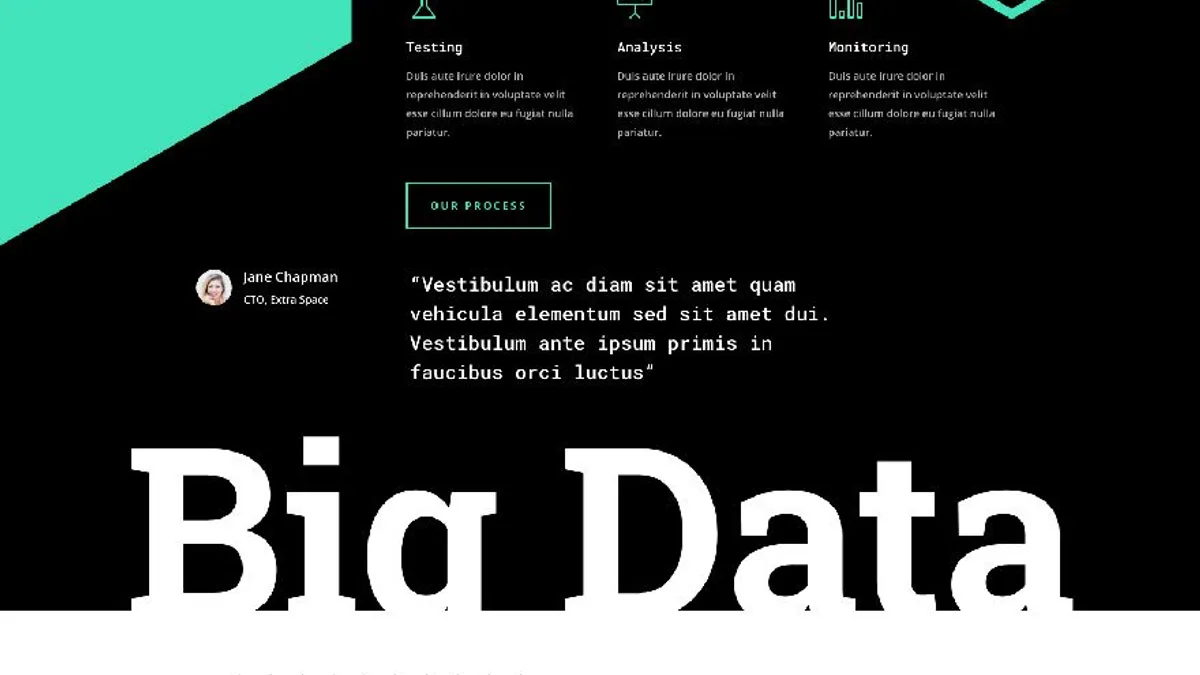 Testing
Duis aute irure dolor in
reprehenderit in voluptate velit
esse cillum dolore eu fugiat nulla
pariatur.
Analysis
Duis aute irure dolor in
reprehenderit in voluptate velit
esse cillum dolore eu fugiat nulla
pariatur.
Monitoring
Duis aute irure dolor in
reprehenderit in voluptate velit
esse cillum dolore eu fugiat nulla
pariatur.
OUR PROCESS
Jane Chapman
CTO, Extra Space
“Vestibulum ac diam sit amet quam
vehicula elementum sed sit amet dui.
Vestibulum ante ipsum primis in
faucibus orci luctus“
Big Data